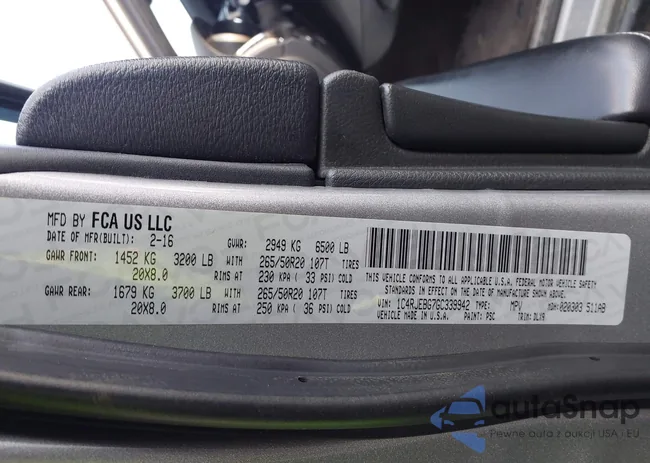 MFD BY FCA US LLC
DATE OF MFR(BUILT): 2-16 GVWR: 2949 KG 6500 LB
GAWR FRONT: 1452 KG 3200 LB WITH 265/50R20 107T TIRES
20X8.0 RIMS AT 230 KPA ( 33 PSI) COLD
GAWR REAR: 1679 KG 3700 LB WITH 265/50R20 107T TIRES
20X8.0 RIMS AT 250 KPA ( 36 PSI) COLD
THIS VEHICLE CONFORMS TO ALL APPLICABLE U.S.A. FEDERAL MOTOR VEHICLE SAFETY
STANDARDS IN EFFECT ON THE DATE OF MANUFACTURE SHOWN ABOVE.
VIN: 1C4RJEBG7GC339942 TYPE: MPV MDH: 020303 511AB
VEHICLE MADE IN U.S.A. PAINT: PSC TRIM: DLX9
autoSnap
Pewne auta z aukcji USA i EU